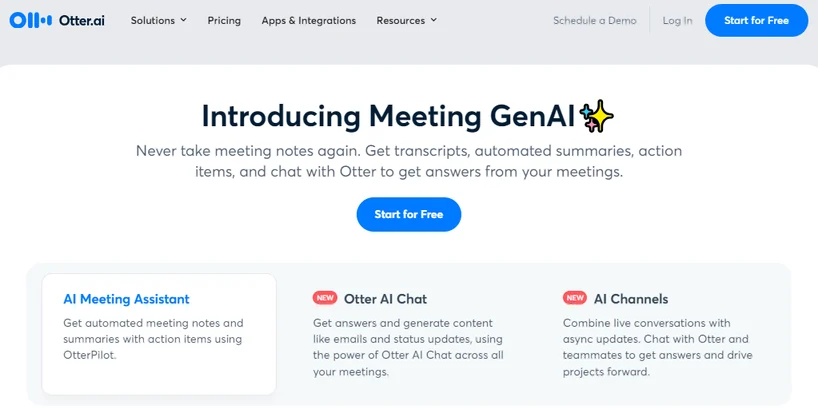 Otter.ai Solutions Pricing Apps & Integrations Resources Schedule a Demo Log In Start for Free
Introducing Meeting GenAI
Never take meeting notes again. Get transcripts, automated summaries, action
items, and chat with Otter to get answers from your meetings.
Start for Free
AI Meeting Assistant
Get automated meeting notes and
summaries with action items using
OtterPilot.
NEW Otter AI Chat
Get answers and generate content
like emails and status updates, using
the power of Otter AI Chat across all
your meetings.
NEW AI Channels
Combine live conversations with
async updates. Chat with Otter and
teammates to get answers and drive
projects forward.